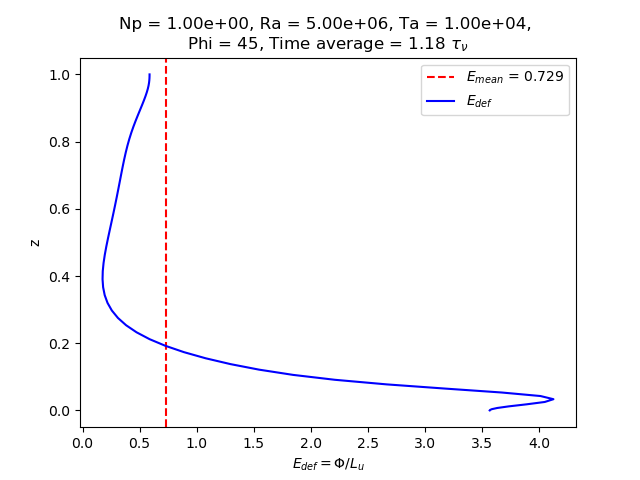 Np = 1.00e+00, Ra = 5.00e+06, Ta = 1.00e+04,
Phi = 45, Time average = 1.18 τ_ν
E_mean = 0.729
E_def
1.0
0.8
0.6
0.4
0.2
0.0
z
0.0 0.5 1.0 1.5 2.0 2.5 3.0 3.5 4.0
E_def = Φ/L_u